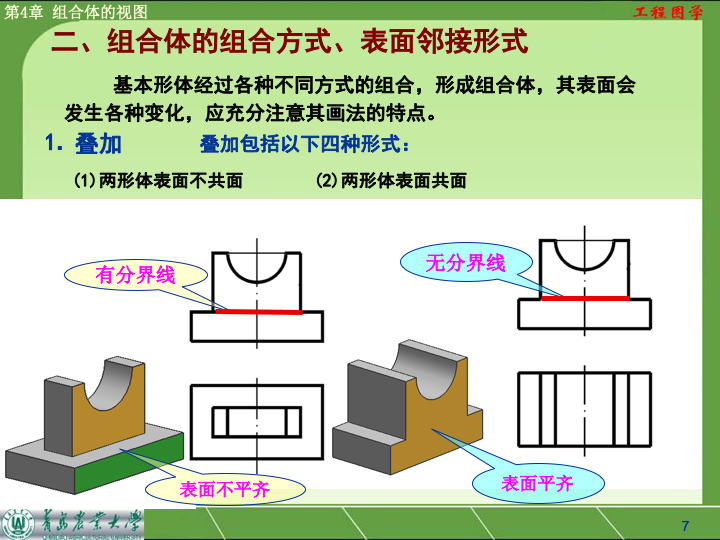 第4章 组合体的视图
工程图学
二、组合体的组合方式、表面邻接形式
基本形体经过各种不同方式的组合，形成组合体，其表面会
发生各种变化，应充分注意其画法的特点。
1. 叠加 叠加包括以下四种形式：
(1)两形体表面不共面 (2)两形体表面共面
有分界线
无分界线
表面不平齐
表面平齐
青岛农业大学
7